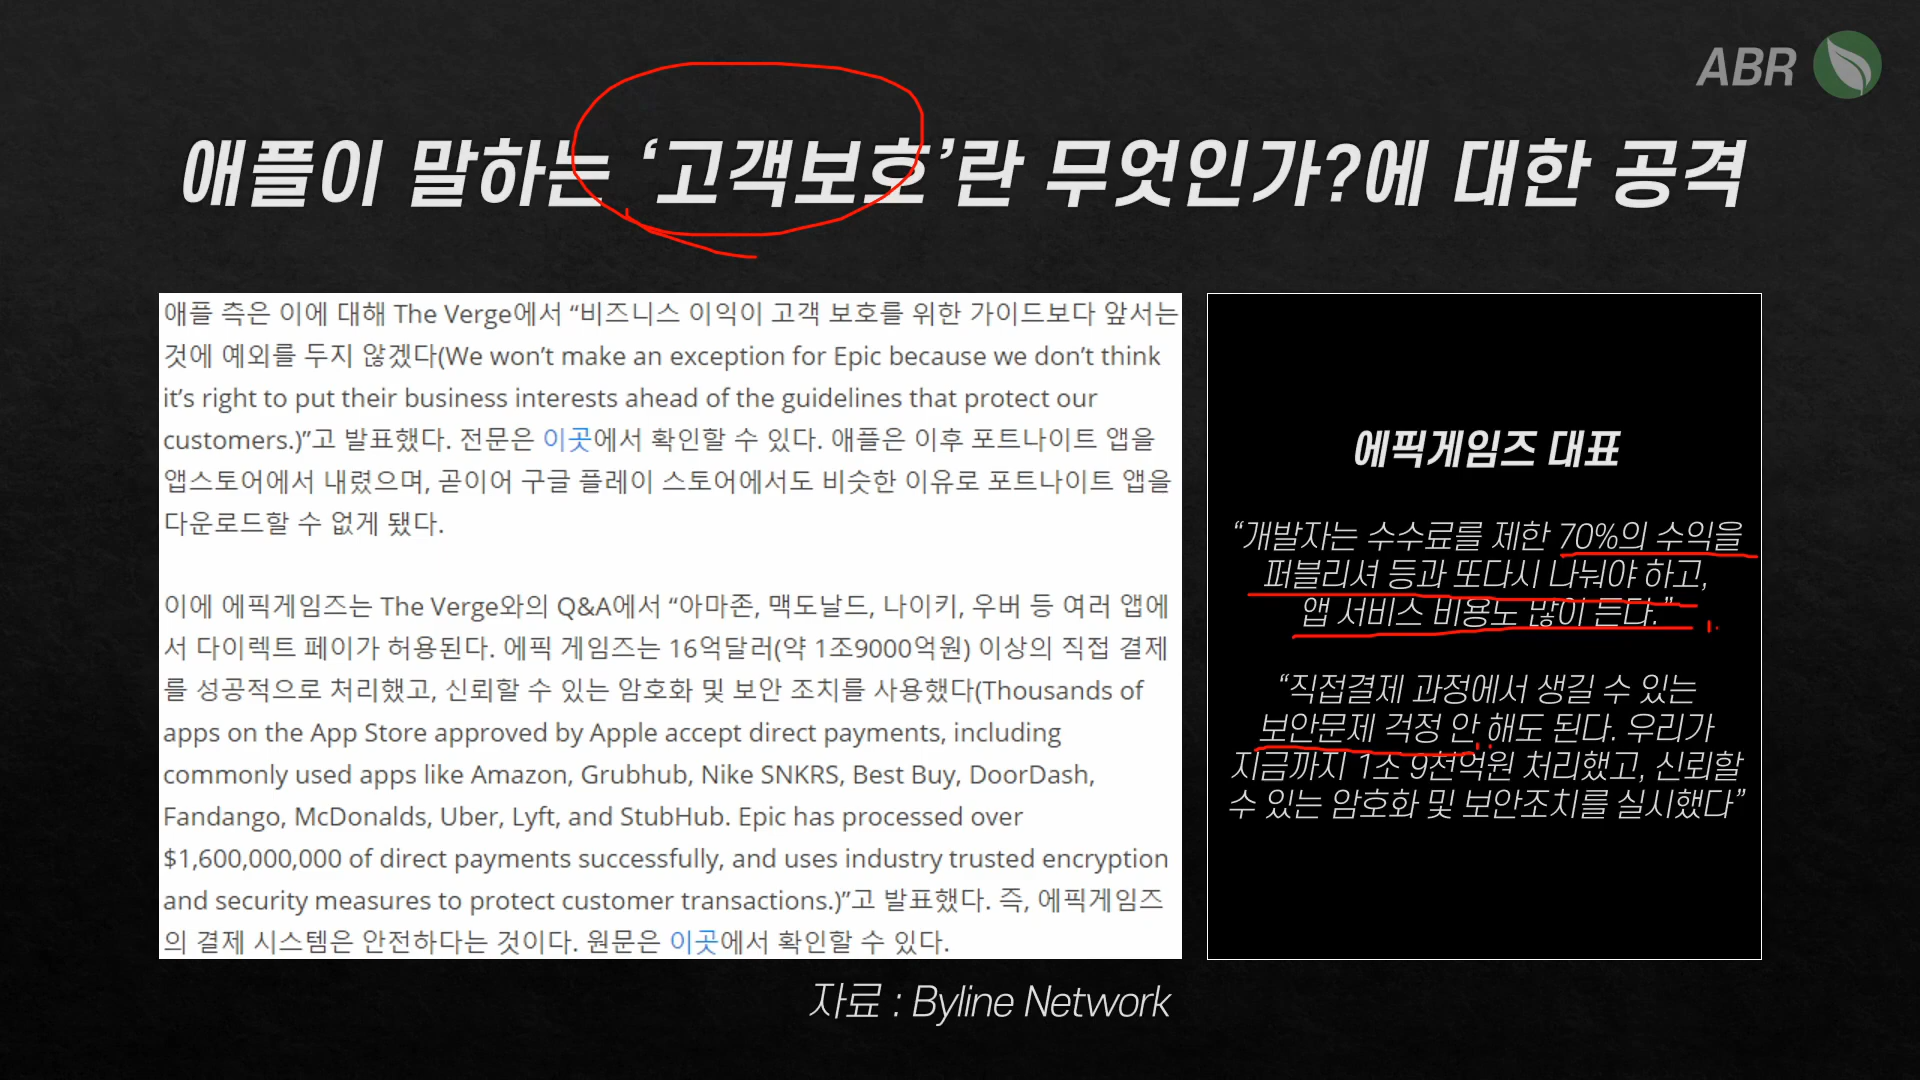 ABR
애플이 말하는 ‘고객보호’란 무엇인가?에 대한 공격
애플 측은 이에 대해 The Verge에서 “비즈니스 이익이 고객 보호를 위한 가이드보다 앞서는
것에 예외를 두지 않겠다(We won’t make an exception for Epic because we don’t think
it’s right to put their business interests ahead of the guidelines that protect our
customers.)”고 발표했다. 전문은 이곳에서 확인할 수 있다. 애플은 이후 포트나이트 앱을
앱스토어에서 내렸으며, 곧이어 구글 플레이 스토어에서도 비슷한 이유로 포트나이트 앱을
다운로드할 수 없게 됐다.
이에 에픽게임즈는 The Verge와의 Q&A에서 “아마존, 맥도날드, 나이키, 우버 등 여러 앱에
서 다이렉트 페이가 허용된다. 에픽 게임즈는 16억달러(약 1조9000억원) 이상의 직접 결제
를 성공적으로 처리했고, 신뢰할 수 있는 암호화 및 보안 조치를 사용했다(Thousands of
apps on the App Store approved by Apple accept direct payments, including
commonly used apps like Amazon, Grubhub, Nike SNKRS, Best Buy, DoorDash,
Fandango, McDonalds, Uber, Lyft, and StubHub. Epic has processed over
$1,600,000,000 of direct payments successfully, and uses industry trusted encryption
and security measures to protect customer transactions.)”고 발표했다. 즉, 에픽게임즈
의 결제 시스템은 안전하다는 것이다. 원문은 이곳에서 확인할 수 있다.
에픽게임즈 대표
“개발자는 수수료를 제한 70%의 수익을
퍼블리셔 등과 또다시 나눠야 하고,
앱 서비스 비용도 많이 든다.”
“직접결제 과정에서 생길 수 있는
보안문제 걱정 안 해도 된다. 우리가
지금까지 1조 9천억원 처리했고, 신뢰할
수 있는 암호화 및 보안조치를 실시했다”
자료 : Byline Network